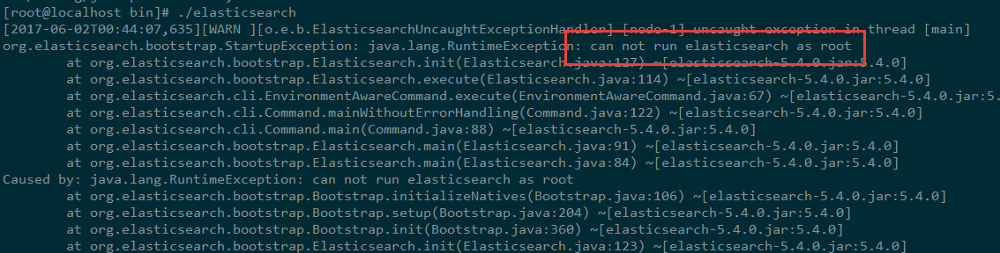 [root@localhost bin]# ./elasticsearch
[2017-06-02T00:44:07,635][WARN ][o.e.b.ElasticsearchUncaughtExceptionHandler] [node-1] uncaught exception in thread [main]
org.elasticsearch.bootstrap.StartupException: java.lang.RuntimeException: can not run elasticsearch as root
at org.elasticsearch.bootstrap.Elasticsearch.init(Elasticsearch.java:127) ~[elasticsearch-5.4.0.jar:5.4.0]
at org.elasticsearch.bootstrap.Elasticsearch.execute(Elasticsearch.java:114) ~[elasticsearch-5.4.0.jar:5.4.0]
at org.elasticsearch.cli.EnvironmentAwareCommand.execute(EnvironmentAwareCommand.java:67) ~[elasticsearch-5.4.0.jar:5.4.0]
at org.elasticsearch.cli.Command.mainWithoutErrorHandling(Command.java:122) ~[elasticsearch-5.4.0.jar:5.4.0]
at org.elasticsearch.cli.Command.main(Command.java:88) ~[elasticsearch-5.4.0.jar:5.4.0]
at org.elasticsearch.bootstrap.Elasticsearch.main(Elasticsearch.java:91) ~[elasticsearch-5.4.0.jar:5.4.0]
at org.elasticsearch.bootstrap.Elasticsearch.main(Elasticsearch.java:84) ~[elasticsearch-5.4.0.jar:5.4.0]
Caused by: java.lang.RuntimeException: can not run elasticsearch as root
at org.elasticsearch.bootstrap.Bootstrap.initializeNatives(Bootstrap.java:106) ~[elasticsearch-5.4.0.jar:5.4.0]
at org.elasticsearch.bootstrap.Bootstrap.setup(Bootstrap.java:204) ~[elasticsearch-5.4.0.jar:5.4.0]
at org.elasticsearch.bootstrap.Bootstrap.init(Bootstrap.java:360) ~[elasticsearch-5.4.0.jar:5.4.0]
at org.elasticsearch.bootstrap.Elasticsearch.init(Elasticsearch.java:123) ~[elasticsearch-5.4.0.jar:5.4.0]